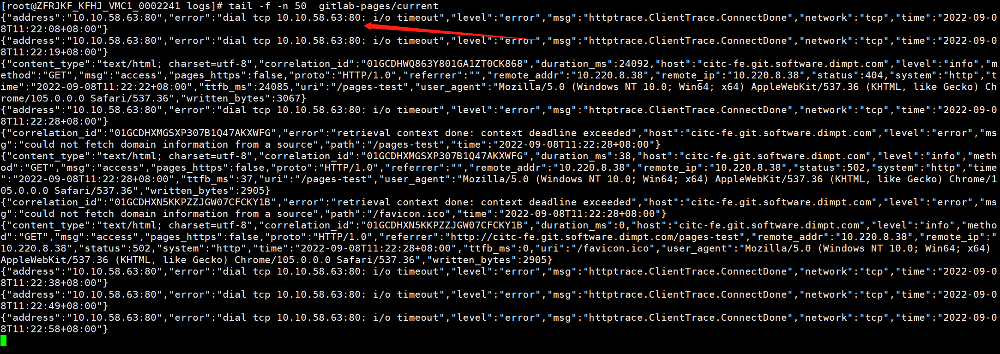 [root@ZFRJKF_KFHJ_VMC1_0002241 logs]# tail -f -n 50  gitlab-pages/current
{"address":"10.10.58.63:80","error":"dial tcp 10.10.58.63:80: i/o timeout","level":"error","msg":"httptrace.ClientTrace.ConnectDone","network":"tcp","time":"2022-09-0
8T11:22:08+08:00"}
{"address":"10.10.58.63:80","error":"dial tcp 10.10.58.63:80: i/o timeout","level":"error","msg":"httptrace.ClientTrace.ConnectDone","network":"tcp","time":"2022-09-0
8T11:22:19+08:00"}
{"content_type":"text/html; charset=utf-8","correlation_id":"01GCDHWQ863Y801GA1ZT0CK868","duration_ms":24092,"host":"citc-fe.git.software.dimpt.com","level":"info","m
ethod":"GET","msg":"access","pages_https":false,"proto":"HTTP/1.0","referrer":"","remote_addr":"10.220.8.38","remote_ip":"10.220.8.38","status":404,"system":"http","t
ime":"2022-09-08T11:22:22+08:00","ttfb_ms":24085,"uri":"/pages-test","user_agent":"Mozilla/5.0 (Windows NT 10.0; Win64; x64) AppleWebKit/537.36 (KHTML, like Gecko) Ch
rome/105.0.0.0 Safari/537.36","written_bytes":3067}
{"address":"10.10.58.63:80","error":"dial tcp 10.10.58.63:80: i/o timeout","level":"error","msg":"httptrace.ClientTrace.ConnectDone","network":"tcp","time":"2022-09-0
8T11:22:28+08:00"}
{"correlation_id":"01GCDHXMGSXP307B1Q47AKXWFG","error":"retrieval context done: context deadline exceeded","host":"citc-fe.git.software.dimpt.com","level":"error","ms
g":"could not fetch domain information from a source","path":"/pages-test","time":"2022-09-08T11:22:28+08:00"}
{"content_type":"text/html; charset=utf-8","correlation_id":"01GCDHXMGSXP307B1Q47AKXWFG","duration_ms":38,"host":"citc-fe.git.software.dimpt.com","level":"info","meth
od":"GET","msg":"access","pages_https":false,"proto":"HTTP/1.0","referrer":"","remote_addr":"10.220.8.38","remote_ip":"10.220.8.38","status":502,"system":"http","time
":"2022-09-08T11:22:28+08:00","ttfb_ms":37,"uri":"/pages-test","user_agent":"Mozilla/5.0 (Windows NT 10.0; Win64; x64) AppleWebKit/537.36 (KHTML, like Gecko) Chrome/1
05.0.0.0 Safari/537.36","written_bytes":2905}
{"correlation_id":"01GCDHXN5KKPZZJGW07CFCKY1B","error":"retrieval context done: context deadline exceeded","host":"citc-fe.git.software.dimpt.com","level":"error","ms
g":"could not fetch domain information from a source","path":"/favicon.ico","time":"2022-09-08T11:22:28+08:00"}
{"content_type":"text/html; charset=utf-8","correlation_id":"01GCDHXN5KKPZZJGW07CFCKY1B","duration_ms":0,"host":"citc-fe.git.software.dimpt.com","level":"info","metho
d":"GET","msg":"access","pages_https":false,"proto":"HTTP/1.0","referrer":"http://citc-fe.git.software.dimpt.com/pages-test","remote_addr":"10.220.8.38","remote_ip":"
10.220.8.38","status":502,"system":"http","time":"2022-09-08T11:22:28+08:00","ttfb_ms":0,"uri":"/favicon.ico","user_agent":"Mozilla/5.0 (Windows NT 10.0; Win64; x64)
AppleWebKit/537.36 (KHTML, like Gecko) Chrome/105.0.0.0 Safari/537.36","written_bytes":2905}
{"address":"10.10.58.63:80","error":"dial tcp 10.10.58.63:80: i/o timeout","level":"error","msg":"httptrace.ClientTrace.ConnectDone","network":"tcp","time":"2022-09-0
8T11:22:38+08:00"}
{"address":"10.10.58.63:80","error":"dial tcp 10.10.58.63:80: i/o timeout","level":"error","msg":"httptrace.ClientTrace.ConnectDone","network":"tcp","time":"2022-09-0
8T11:22:49+08:00"}
{"address":"10.10.58.63:80","error":"dial tcp 10.10.58.63:80: i/o timeout","level":"error","msg":"httptrace.ClientTrace.ConnectDone","network":"tcp","time":"2022-09-0
8T11:22:58+08:00"}